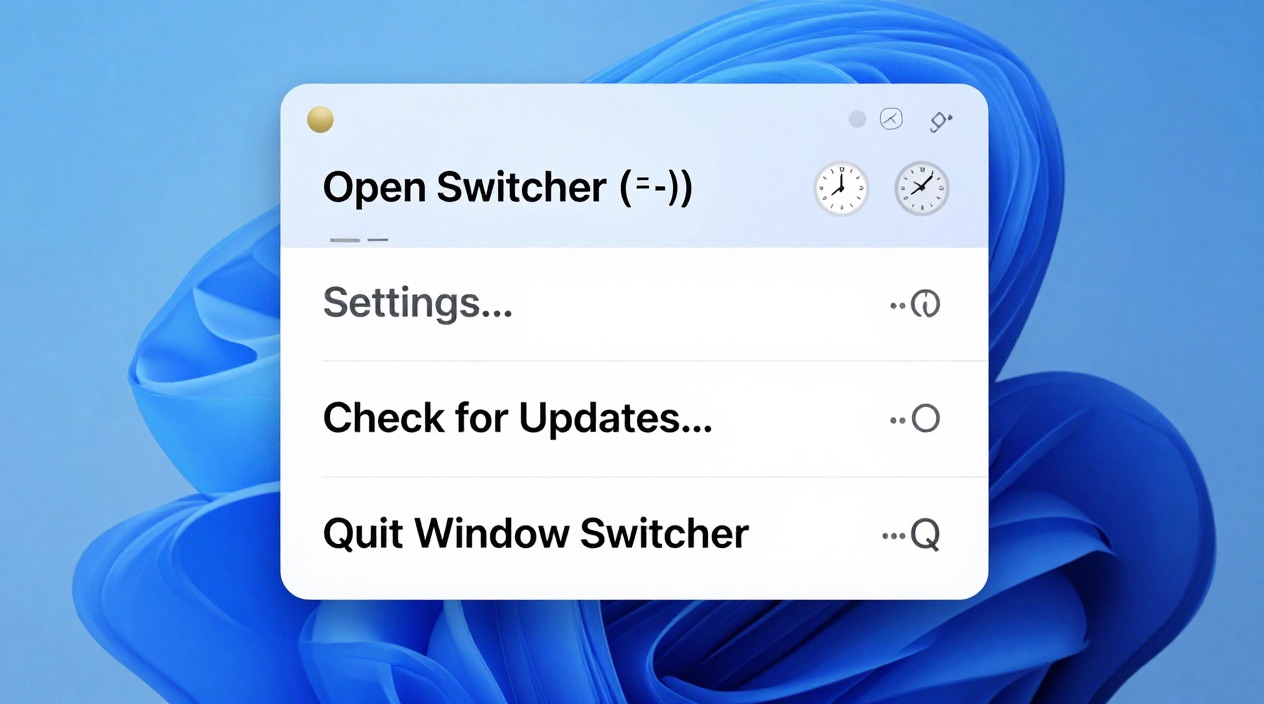 Open Switcher (=-))
Settings...
Check for Updates...
··O
Quit Window Switcher
···Q